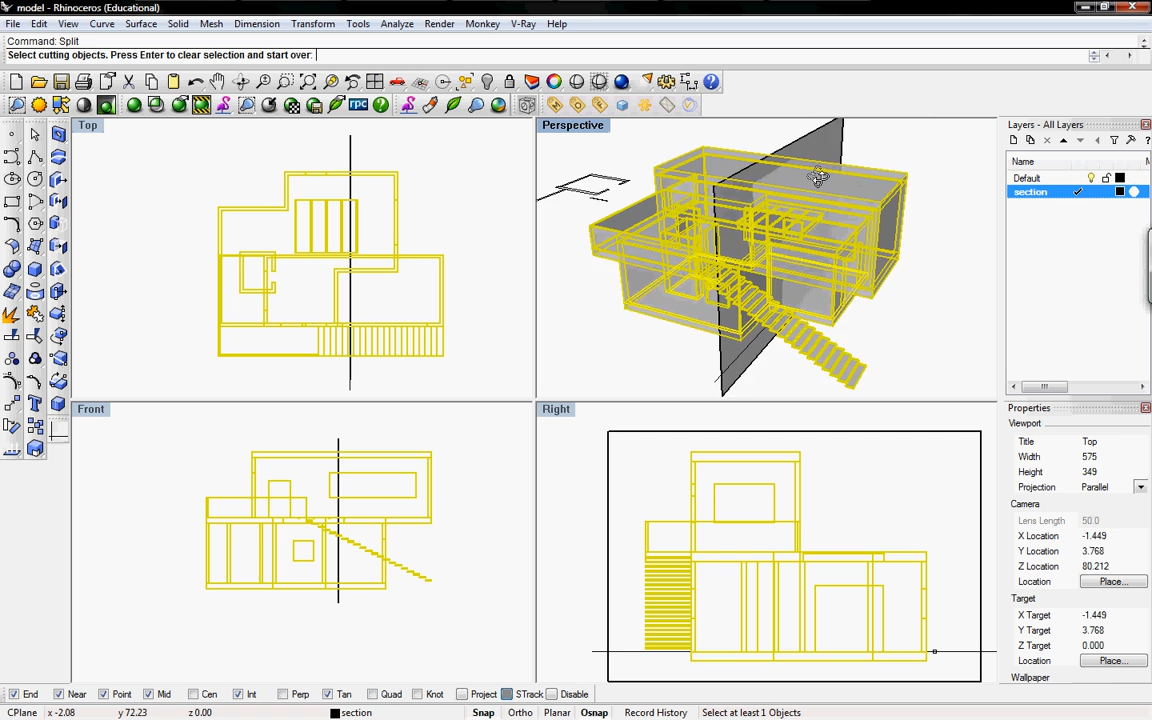 model - Rhinoceros (Educational)
File Edit View Curve Surface Solid Mesh Dimension Transform Tools Analyze Render Monkey V-Ray Help
Command: Split
Select cutting objects. Press Enter to clear selection and start over:
rpc
Top
Perspective
Layers - All Layers
Name
M
Default
section
Front
Right
Properties
Viewport
Title Top
Width 575
Height 349
Projection Parallel
Camera
Lens Length 50.0
X Location -1.449
Y Location 3.768
Z Location 80.212
Location Place...
Target
X Target -1.449
Y Target 3.768
Z Target 0.000
Location Place...
Wallpaper
End Near Point Mid Cen Int Perp Tan Quad Knot Project STrack Disable
CPlane x -2.08 y 72.23 z 0.00 section Snap Ortho Planar Osnap Record History Select at least 1 Objects